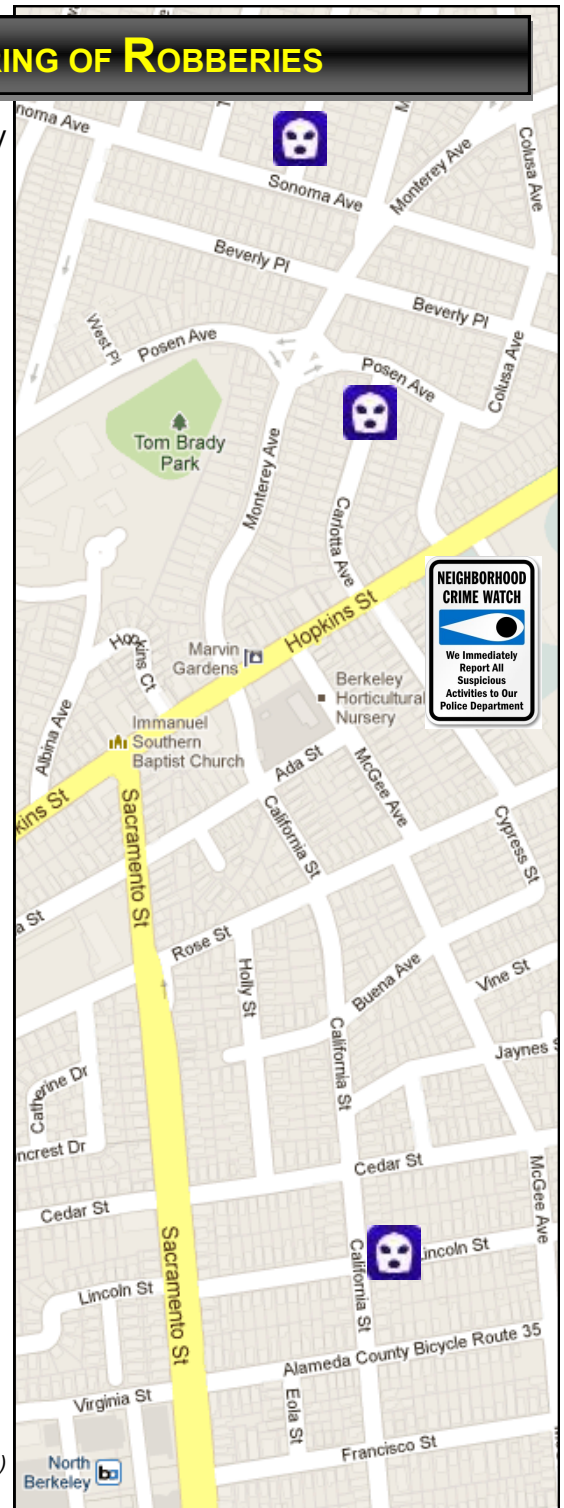 ING OF ROBBERIES
noma Ave
Sonoma Ave
Monterey Ave
Colusa Ave
Beverly Pl
Beverly Pl
West Pl
Posen Ave
Posen Ave
Colusa Ave
Tom Brady
Park
Monterey Ave
Carlotta Ave
Hopkins St
NEIGHBORHOOD
CRIME WATCH
We Immediately
Report All
Suspicious
Activities to Our
Police Department
Hopkins Ct
Marvin
Gardens
Berkeley
Horticultural
Nursery
Albina Ave
Immanuel
Southern
Baptist Church
Ada St
McGee Ave
kins St
Sacramento St
California St
Cypress St
a St
Rose St
Holly St
Buena Ave
Vine St
California St
Jaynes S
Catherine Dr
ncrest Dr
Cedar St
Cedar St
McGee Ave
Sacramento St
California St
Lincoln St
Lincoln St
Alameda County Bicycle Route 35
Virginia St
Eola St
Francisco St
North
Berkeley
ba